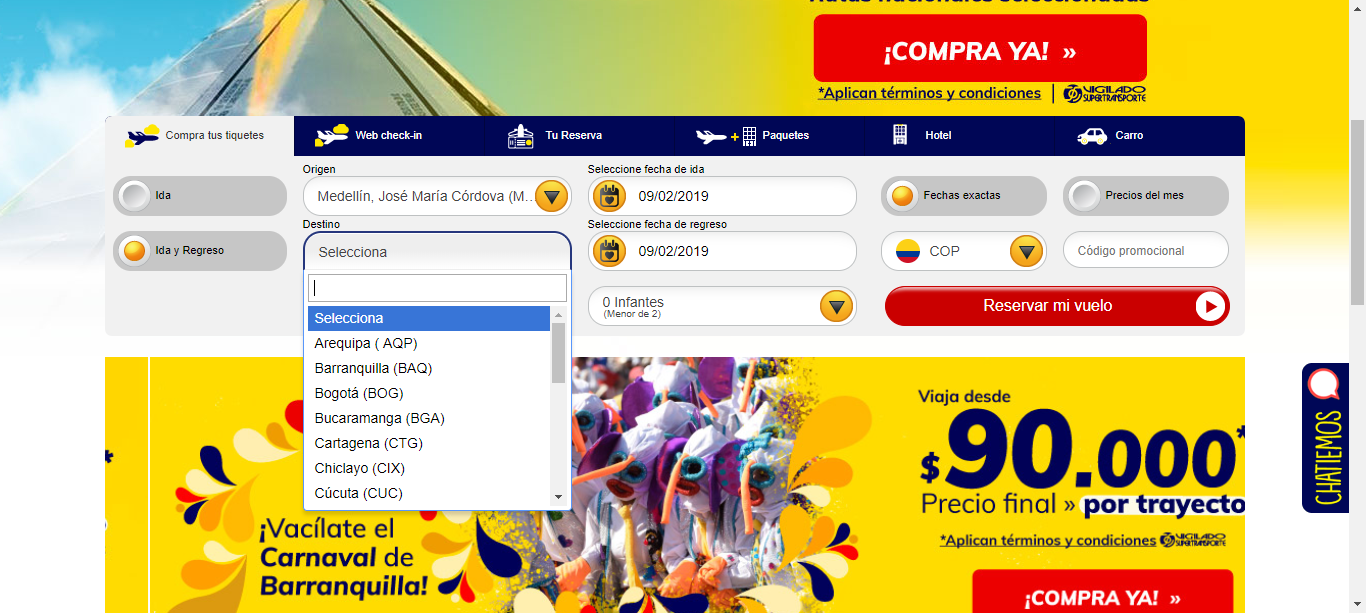 ¡COMPRA YA! »
*Aplican términos y condiciones | VIGILADO
SUPERTRANSPORTE
Compra tus tiquetes
Web check-in
Tu Reserva
Paquetes
Hotel
Carro
Ida
Ida y Regreso
Origen
Medellín, José María Córdova (M...
Destino
Selecciona
Selecciona
Arequipa ( AQP)
Barranquilla (BAQ)
Bogotá (BOG)
Bucaramanga (BGA)
Cartagena (CTG)
Chiclayo (CIX)
Cúcuta (CUC)
Seleccione fecha de ida
09/02/2019
Seleccione fecha de regreso
09/02/2019
0 Infantes
(Menor de 2)
Fechas exactas
Precios del mes
COP
Código promocional
Reservar mi vuelo
¡Vacílate el
Carnaval de
Barranquilla!
Viaja desde
$90.000*
Precio final » por trayecto
*Aplican términos y condiciones VIGILADO
SUPERTRANSPORTE
¡COMPRA YA! »
CHATIEMOS